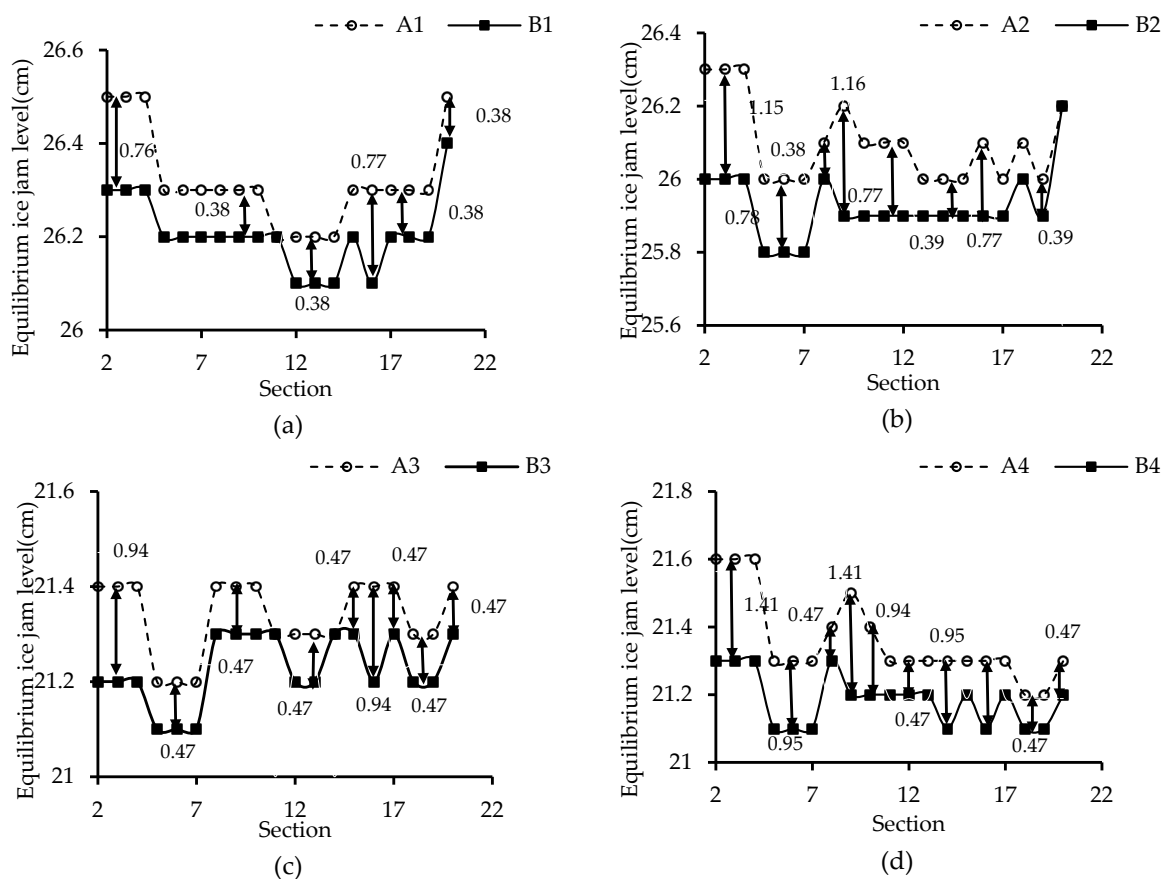 A1 B1
Equilibrium ice jam level(cm)
26.6
26.4
26.2
26
0.76
0.38
0.38
0.77
0.38
0.38
2 7 12 17 22
Section
(a)
A2 B2
Equilibrium ice jam level(cm)
26.4
26.2
26
25.8
25.6
1.15
0.78
0.38
1.16
0.77
0.39
0.77
0.39
2 7 12 17 22
Section
(b)
A3 B3
Equilibrium ice jam level(cm)
21.6
21.4
21.2
21
0.94
0.47
0.47
0.47
0.47
0.94
0.47
0.47
0.47
2 7 12 17 22
Section
(c)
A4 B4
Equilibrium ice jam level(cm)
21.8
21.6
21.4
21.2
21
1.41
0.95
0.47
1.41
0.94
0.47
0.95
0.47
0.47
2 7 12 17 22
Section
(d)